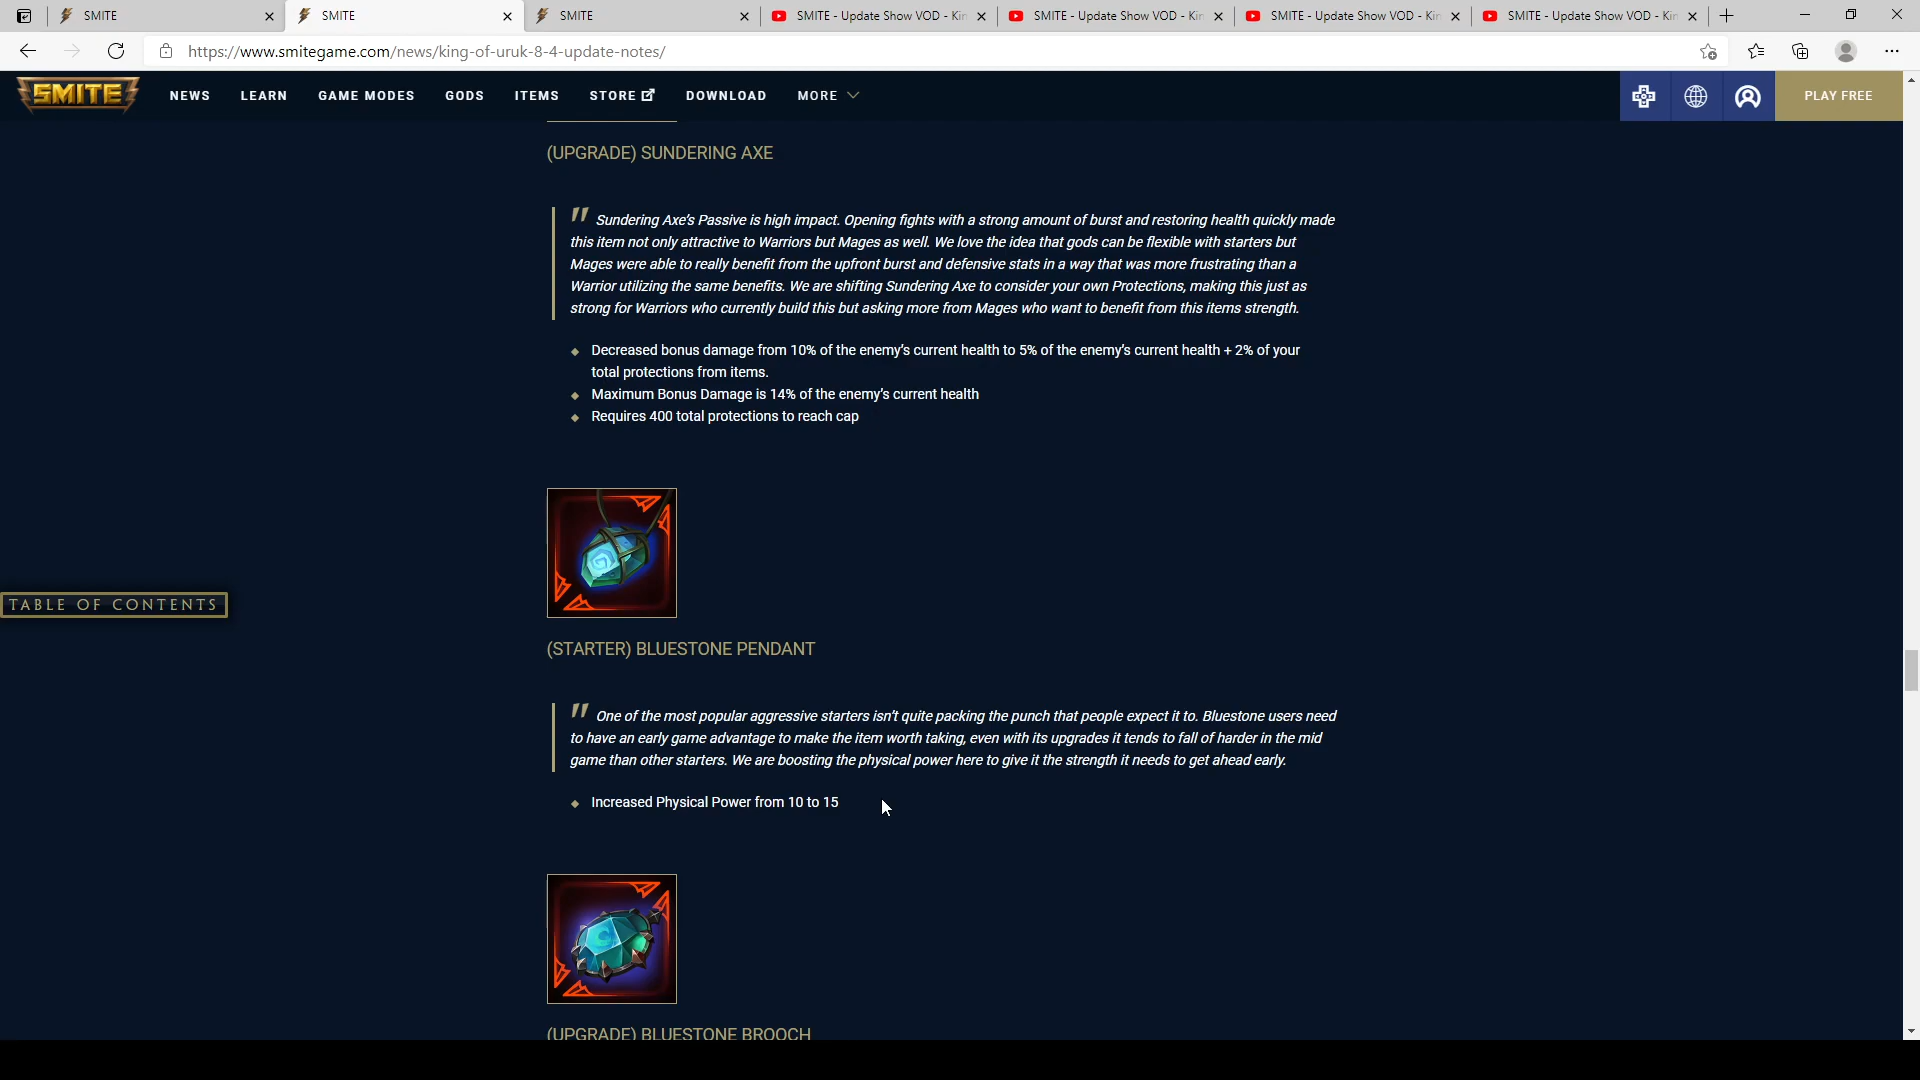 SMITE
SMITE
SMITE
SMITE - Update Show VOD - Kin
SMITE - Update Show VOD - Kin
SMITE - Update Show VOD - Kin
SMITE - Update Show VOD - Kin
https://www.smitegame.com/news/king-of-uruk-8-4-update-notes/
SMITE NEWS LEARN GAME MODES GODS ITEMS STORE DOWNLOAD MORE PLAY FREE
(UPGRADE) SUNDERING AXE
" Sundering Axe's Passive is high impact. Opening fights with a strong amount of burst and restoring health quickly made
this item not only attractive to Warriors but Mages as well. We love the idea that gods can be flexible with starters but
Mages were able to really benefit from the upfront burst and defensive stats in a way that was more frustrating than a
Warrior utilizing the same benefits. We are shifting Sundering Axe to consider your own Protections, making this just as
strong for Warriors who currently build this but asking more from Mages who want to benefit from this items strength.
Decreased bonus damage from 10% of the enemy's current health to 5% of the enemy's current health + 2% of your
total protections from items.
Maximum Bonus Damage is 14% of the enemy's current health
Requires 400 total protections to reach cap
TABLE OF CONTENTS
(STARTER) BLUESTONE PENDANT
" One of the most popular aggressive starters isn't quite packing the punch that people expect it to. Bluestone users need
to have an early game advantage to make the item worth taking, even with its upgrades it tends to fall of harder in the mid
game than other starters. We are boosting the physical power here to give it the strength it needs to get ahead early.
Increased Physical Power from 10 to 15
(UPGRADE) BLUESTONE BROOCH